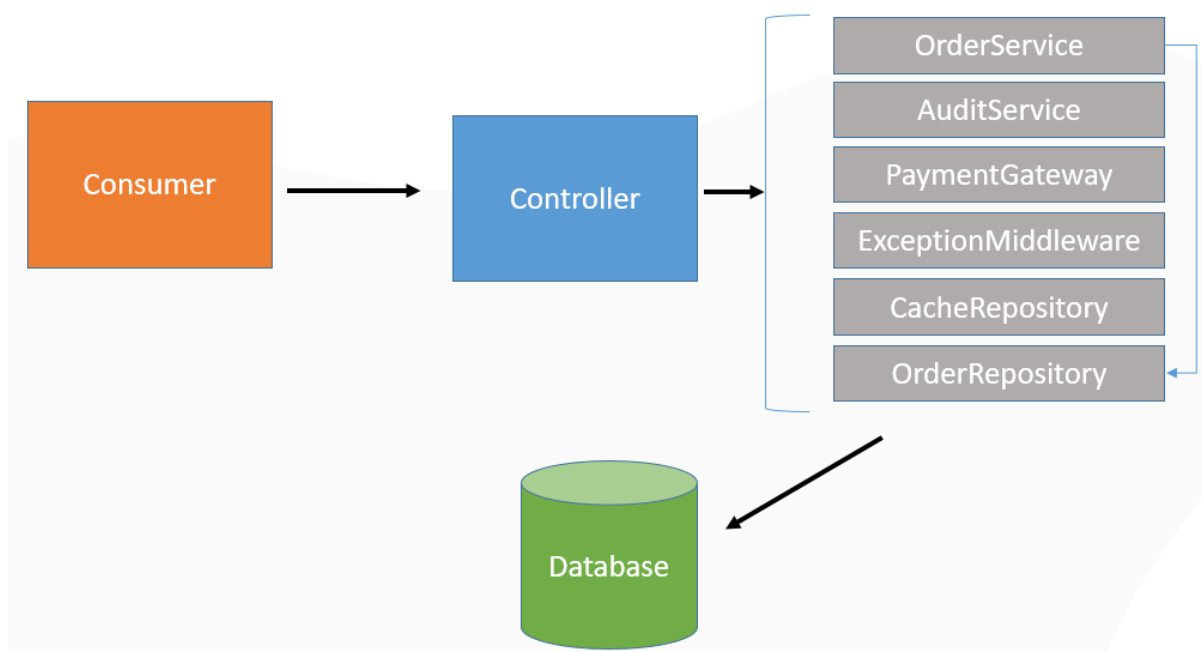 Consumer
Controller
OrderService
AuditService
PaymentGateway
ExceptionMiddleware
CacheRepository
OrderRepository
Database